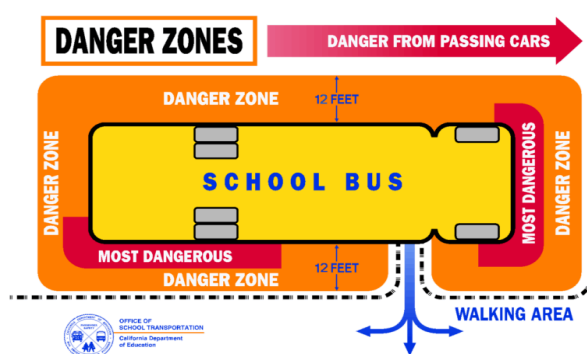 DANGER ZONES
DANGER FROM PASSING CARS
DANGER ZONE
12 FEET
DANGER ZONE
SCHOOL BUS
MOST DANGEROUS
DANGER ZONE
MOST DANGEROUS
DANGER ZONE
12 FEET
WALKING AREA
OFFICE OF
SCHOOL TRANSPORTATION
California Department
of Education